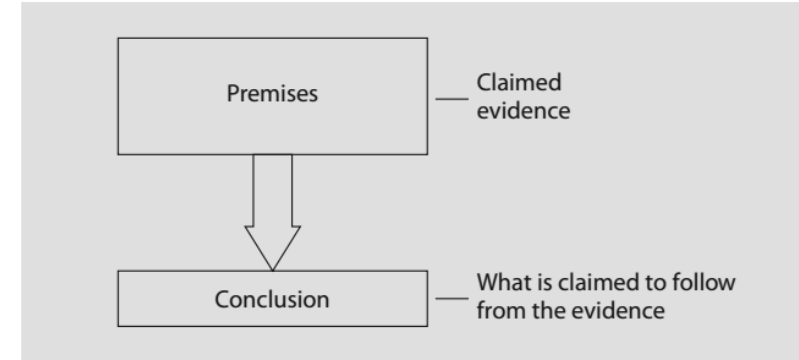 Premises
Claimed
evidence
Conclusion
What is claimed to follow
from the evidence